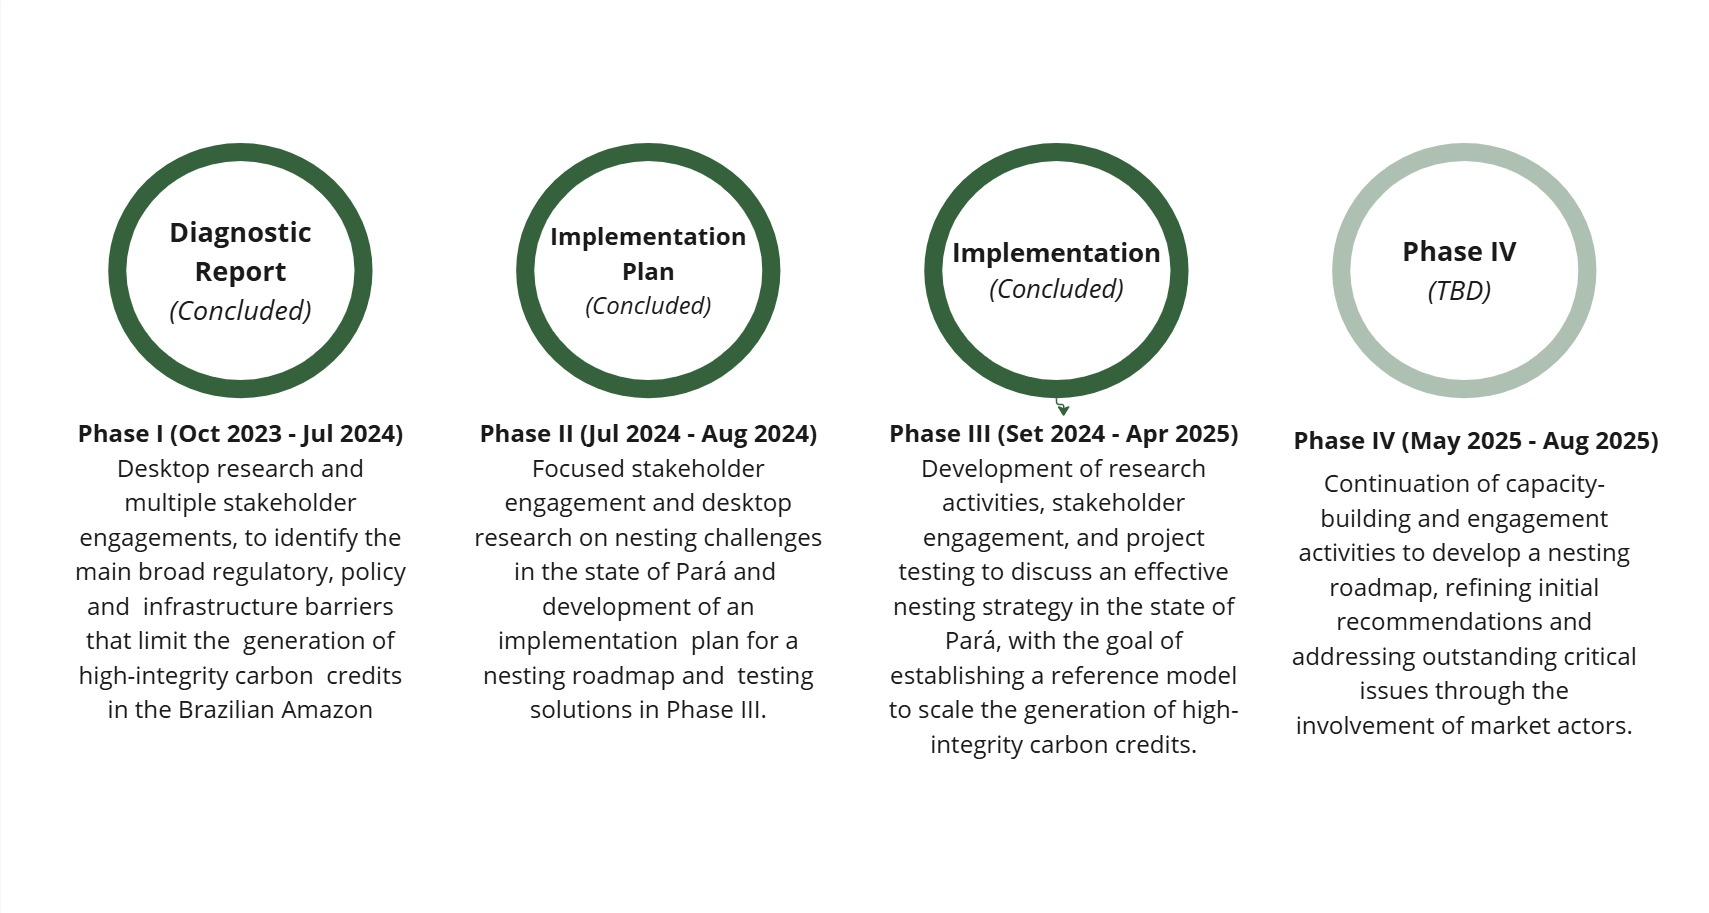 Diagnostic
Report
(Concluded)
Phase I (Oct 2023 - Jul 2024)
Desktop research and
multiple stakeholder
engagements, to identify the
main broad regulatory, policy
and  infrastructure barriers
that limit the  generation of
high-integrity carbon  credits
in the Brazilian Amazon
Implementation
Plan
(Concluded)
Phase II (Jul 2024 - Aug 2024)
Focused stakeholder
engagement and desktop
research on nesting challenges
in the state of Pará and
development of an
implementation  plan for a
nesting roadmap and  testing
solutions in Phase III.
Implementation
(Concluded)
Phase III (Set 2024 - Apr 2025)
Development of research
activities, stakeholder
engagement, and project
testing to discuss an effective
nesting strategy in the state of
Pará, with the goal of
establishing a reference model
to scale the generation of high-
integrity carbon credits.
Phase IV
(TBD)
Phase IV (May 2025 - Aug 2025)
Continuation of capacity-
building and engagement
activities to develop a nesting
roadmap, refining initial
recommendations and
addressing outstanding critical
issues through the
involvement of market actors.